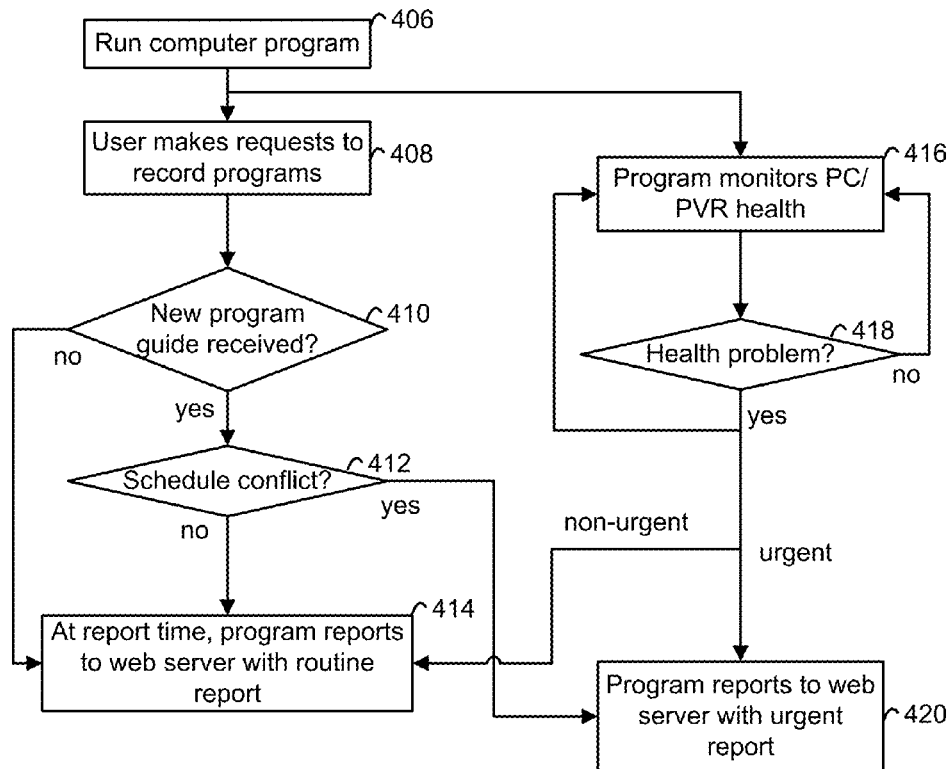 406
Run computer program
User makes requests to
record programs
408
416
Program monitors PC/
PVR health
New program
guide received?
410
no
yes
Health problem?
418
no
yes
Schedule conflict?
412
yes
no
non-urgent
urgent
414
At report time, program reports
to web server with routine
report
Program reports to web
server with urgent
report
420